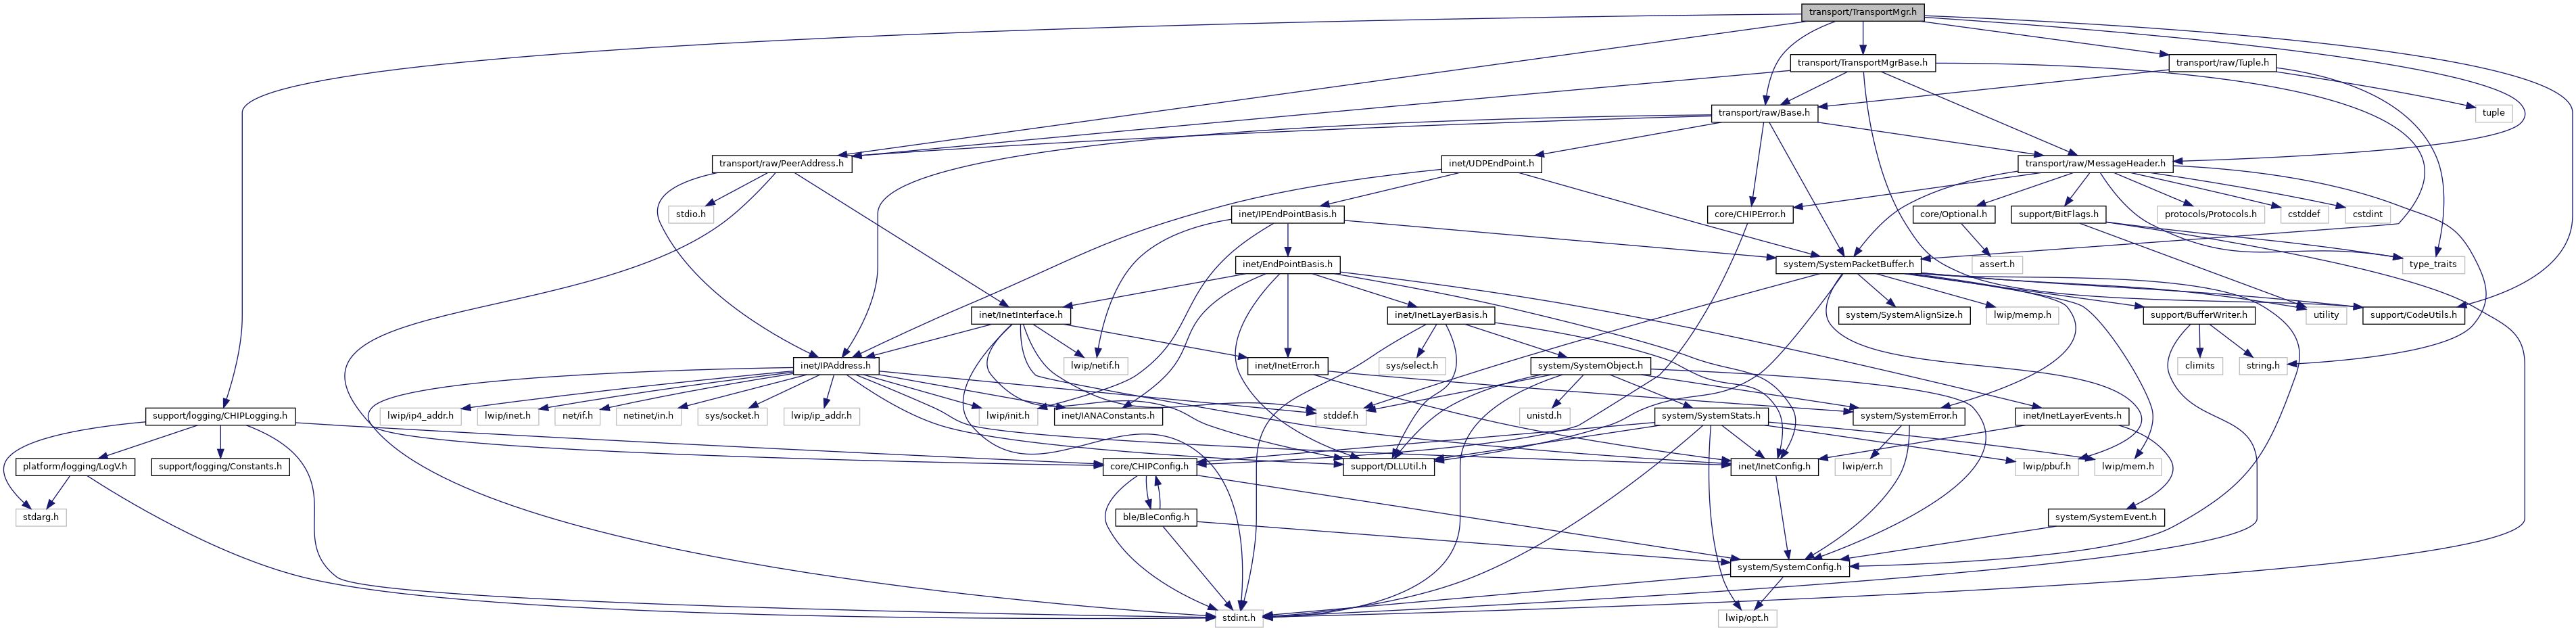 transport/TransportMgr.h
transport/TransportMgrBase.h
transport/raw/Tuple.h
transport/raw/Base.h
tuple
transport/raw/PeerAddress.h
inet/UDPEndPoint.h
transport/raw/MessageHeader.h
stdio.h
inet/IPEndPointBasis.h
core/CHIPError.h
core/Optional.h
support/BitFlags.h
protocols/Protocols.h
cstddef
cstdint
inet/EndPointBasis.h
system/SystemPacketBuffer.h
assert.h
type_traits
inet/InetInterface.h
inet/InetLayerBasis.h
system/SystemAlignSize.h
lwip/memp.h
support/BufferWriter.h
utility
support/CodeUtils.h
inet/IPAddress.h
lwip/netif.h
inet/InetError.h
sys/select.h
system/SystemObject.h
climits
string.h
support/logging/CHIPLogging.h
lwip/ip4_addr.h
lwip/inet.h
net/if.h
netinet/in.h
sys/socket.h
lwip/ip_addr.h
lwip/init.h
inet/IANAConstants.h
stddef.h
unistd.h
system/SystemStats.h
system/SystemError.h
inet/InetLayerEvents.h
platform/logging/LogV.h
support/logging/Constants.h
core/CHIPConfig.h
support/DLLUtil.h
inet/InetConfig.h
lwip/err.h
lwip/pbuf.h
lwip/mem.h
stdarg.h
ble/BleConfig.h
system/SystemEvent.h
system/SystemConfig.h
stdint.h
lwip/opt.h